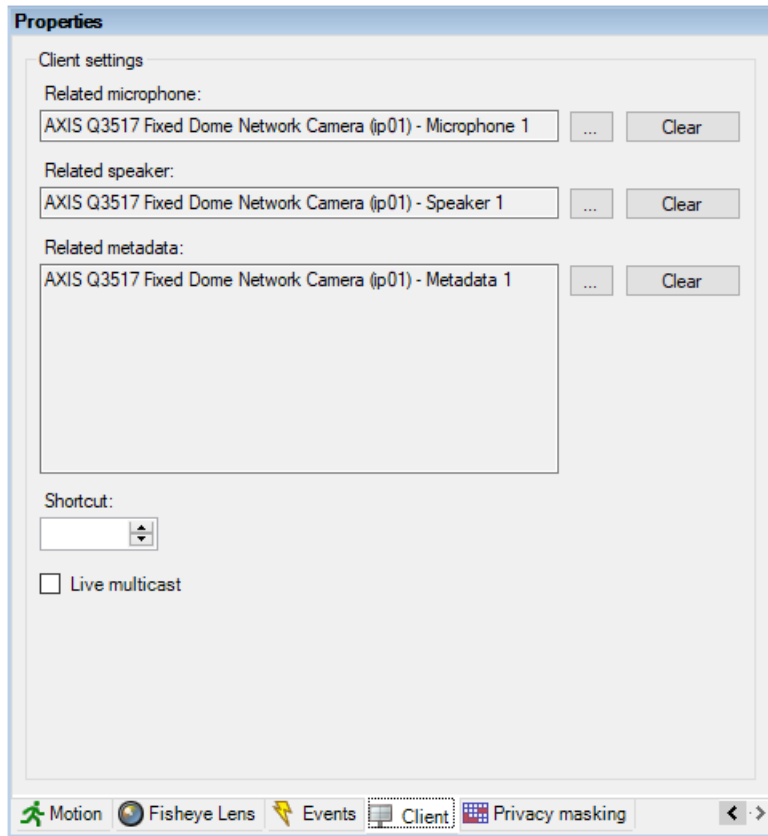 Properties
Client settings
Related microphone:
AXIS Q3517 Fixed Dome Network Camera (ip01) - Microphone 1 ... Clear
Related speaker:
AXIS Q3517 Fixed Dome Network Camera (ip01) - Speaker 1 ... Clear
Related metadata:
AXIS Q3517 Fixed Dome Network Camera (ip01) - Metadata 1 ... Clear
Shortcut:
Live multicast
Motion Fisheye Lens Events Client Privacy masking